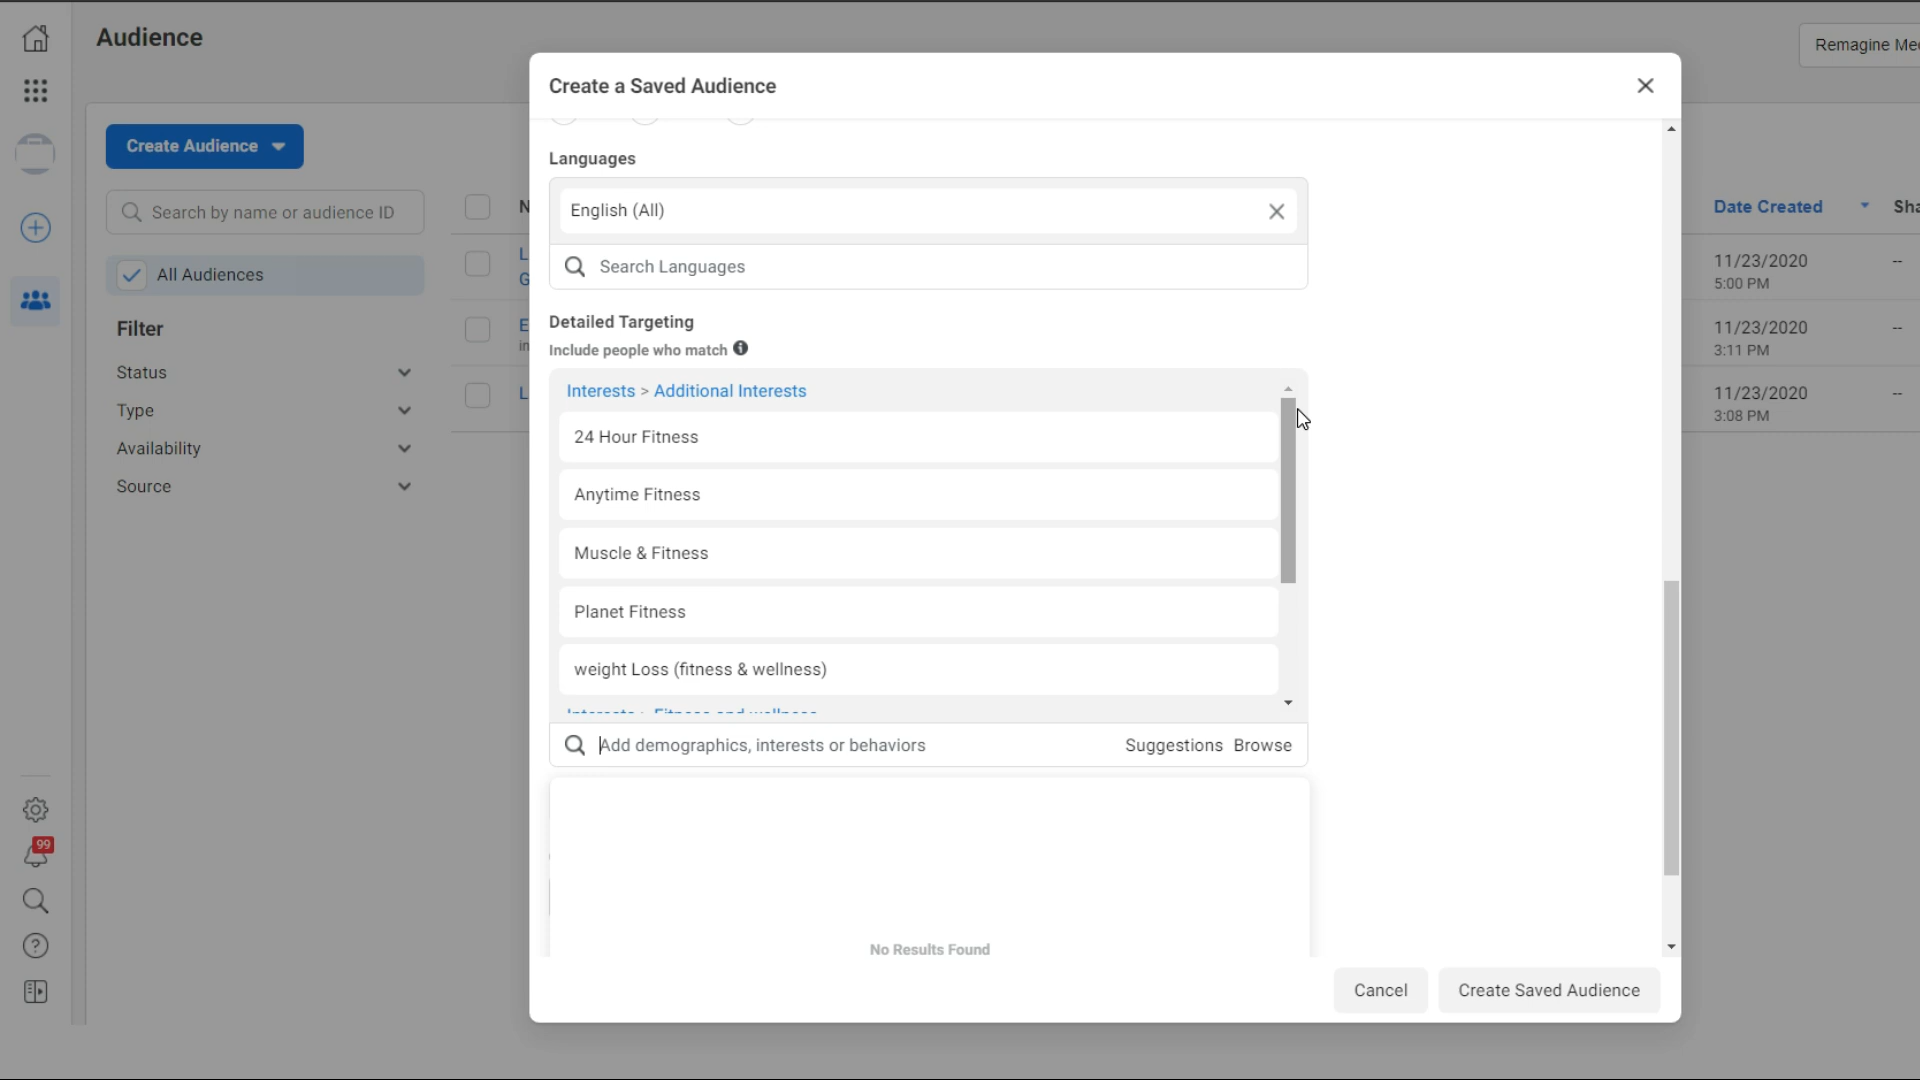 Audience
Remagine
Create Audience
Search by name or audience ID
All Audiences
Filter
Status
Type
Availability
Source
99
N
L
G
E
in
L
Create a Saved Audience
Languages
English (All)
Search Languages
Detailed Targeting
Include people who match
Interests > Additional Interests
24 Hour Fitness
Anytime Fitness
Muscle & Fitness
Planet Fitness
weight Loss (fitness & wellness)
Interests > Fitness and wellness
Add demographics, interests or behaviors
Suggestions Browse
No Results Found
Cancel
Create Saved Audience
Date Created
Sha
11/23/2020 --
5:00 PM
11/23/2020 --
3:11 PM
11/23/2020 --
3:08 PM